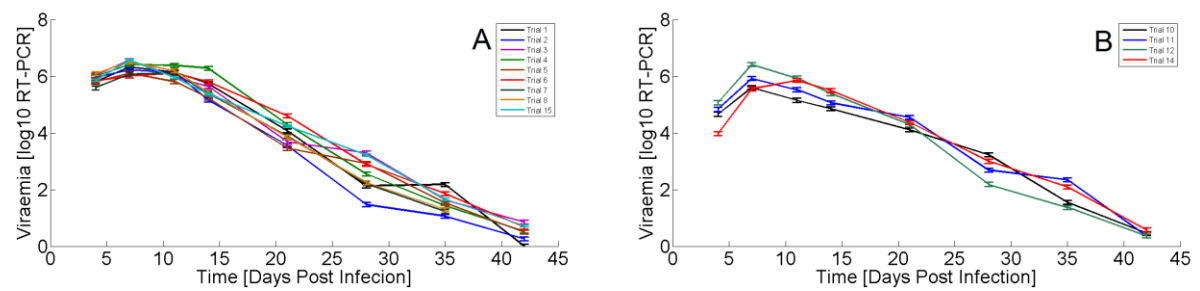 A
Viraemia [log10 RT-PCR]
8
6
4
2
0
0 5 10 15 20 25 30 35 40 45
Time [Days Post Infecion]
Trial 1
Trial 2
Trial 3
Trial 4
Trial 5
Trial 6
Trial 7
Trial 8
Trial 15
B
Viraemia [log10 RT-PCR]
8
6
4
2
0
0 5 10 15 20 25 30 35 40 45
Time [Days Post Infection]
Trial 10
Trial 11
Trial 12
Trial 14